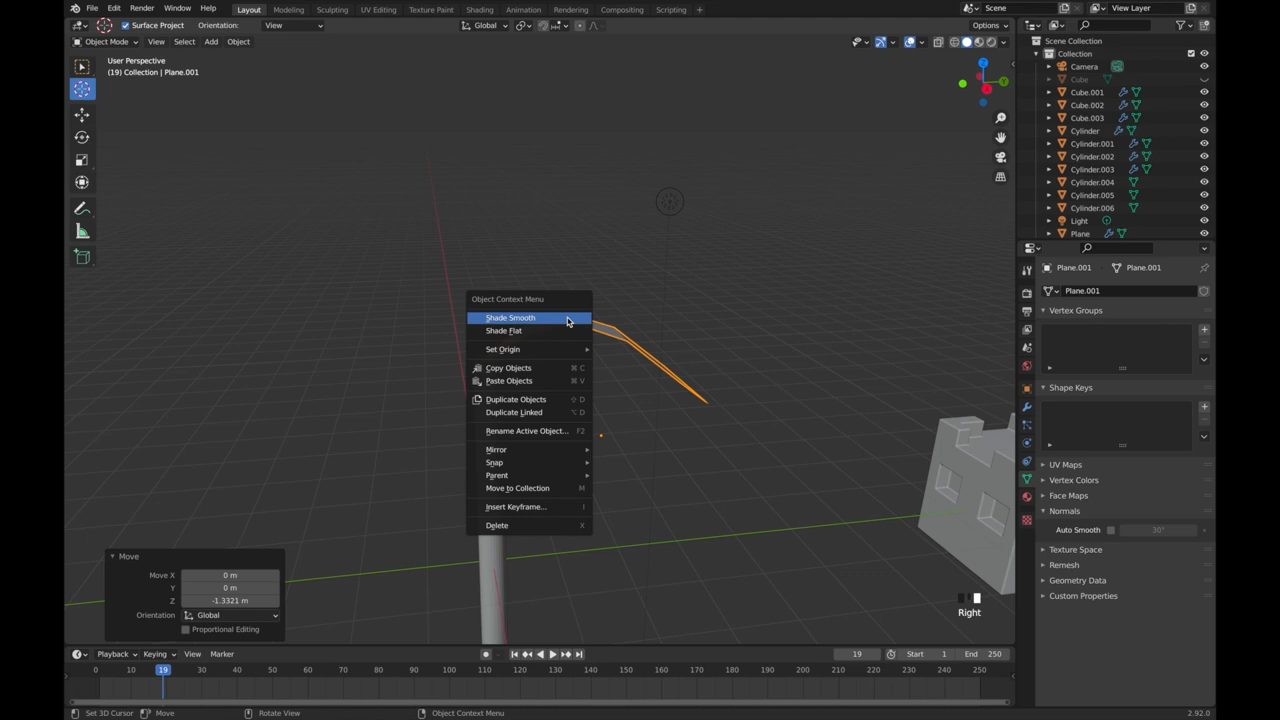 File Edit Render Window Help Layout Modeling Sculpting UV Editing Texture Paint Shading Animation Rendering Compositing Scripting Scene View Layer
Surface Project Orientation: View Global Options
Object Mode View Select Add Object
User Perspective
(19) Collection | Plane.001
Scene Collection
Collection
Camera
Cube
Cube.001
Cube.002
Cube.003
Cylinder
Cylinder.001
Cylinder.002
Cylinder.003
Cylinder.004
Cylinder.005
Cylinder.006
Light
Plane
Plane.001 Plane.001
Plane.001
Vertex Groups
Shape Keys
UV Maps
Vertex Colors
Face Maps
Normals
Auto Smooth 30°
Texture Space
Remesh
Geometry Data
Custom Properties
Object Context Menu
Shade Smooth
Shade Flat
Set Origin
Copy Objects ⌘ C
Paste Objects ⌘ V
Duplicate Objects ⇧ D
Duplicate Linked ⌥ D
Rename Active Object... F2
Mirror
Snap
Parent
Move to Collection M
Insert Keyframe... I
Delete X
Move
Move X 0 m
Y 0 m
Z -1.3321 m
Orientation Global
Proportional Editing
Right
Playback Keying View Marker 19 Start 1 End 250
0 10 19 30 40 50 60 70 80 90 100 110 120 130 140 150 160 170 180 190 200 210 220 230 240 250
Set 3D Cursor Move Rotate View Object Context Menu 2.92.0